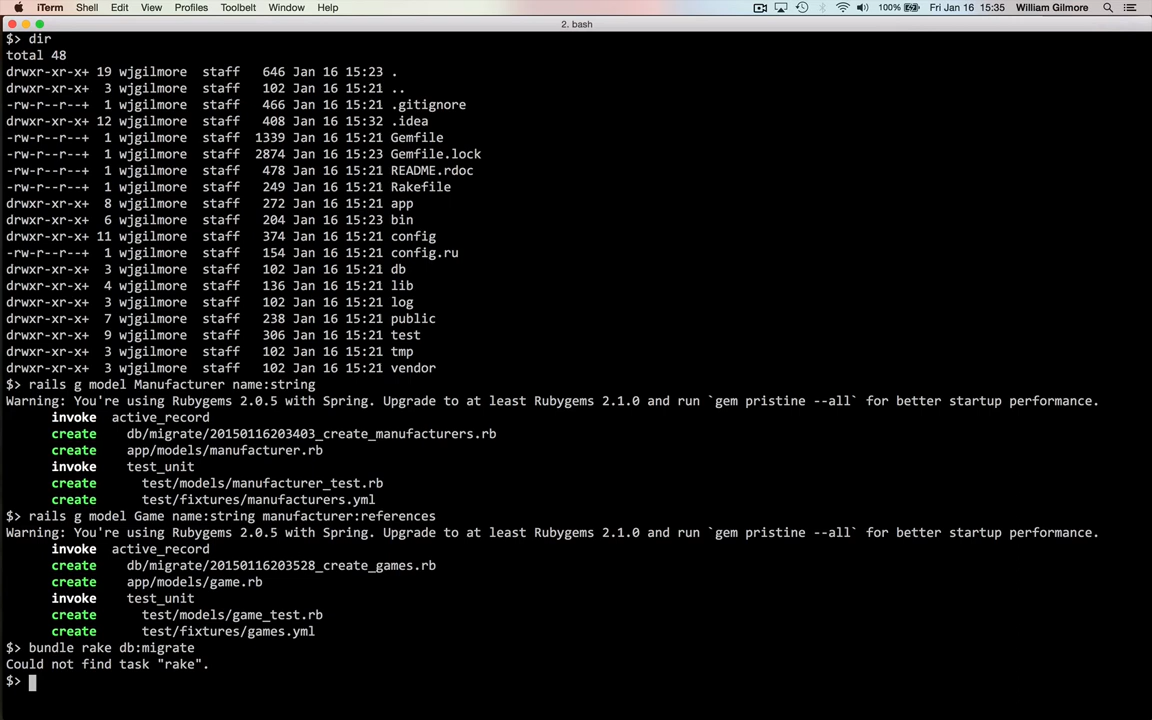 iTerm Shell Edit View Profiles Toolbelt Window Help 100% Fri Jan 16 15:35 William Gilmore
2. bash
$> dir
total 48
drwxr-xr-x+ 19 wjgilmore staff 646 Jan 16 15:23 .
drwxr-xr-x+ 3 wjgilmore staff 102 Jan 16 15:21 ..
-rw-r--r--+ 1 wjgilmore staff 466 Jan 16 15:21 .gitignore
drwxr-xr-x+ 12 wjgilmore staff 408 Jan 16 15:32 .idea
-rw-r--r--+ 1 wjgilmore staff 1339 Jan 16 15:21 Gemfile
-rw-r--r--+ 1 wjgilmore staff 2874 Jan 16 15:23 Gemfile.lock
-rw-r--r--+ 1 wjgilmore staff 478 Jan 16 15:21 README.rdoc
-rw-r--r--+ 1 wjgilmore staff 249 Jan 16 15:21 Rakefile
drwxr-xr-x+ 8 wjgilmore staff 272 Jan 16 15:21 app
drwxr-xr-x+ 6 wjgilmore staff 204 Jan 16 15:23 bin
drwxr-xr-x+ 11 wjgilmore staff 374 Jan 16 15:21 config
-rw-r--r--+ 1 wjgilmore staff 154 Jan 16 15:21 config.ru
drwxr-xr-x+ 3 wjgilmore staff 102 Jan 16 15:21 db
drwxr-xr-x+ 4 wjgilmore staff 136 Jan 16 15:21 lib
drwxr-xr-x+ 3 wjgilmore staff 102 Jan 16 15:21 log
drwxr-xr-x+ 7 wjgilmore staff 238 Jan 16 15:21 public
drwxr-xr-x+ 9 wjgilmore staff 306 Jan 16 15:21 test
drwxr-xr-x+ 3 wjgilmore staff 102 Jan 16 15:21 tmp
drwxr-xr-x+ 3 wjgilmore staff 102 Jan 16 15:21 vendor
$> rails g model Manufacturer name:string
Warning: You're using Rubygems 2.0.5 with Spring. Upgrade to at least Rubygems 2.1.0 and run `gem pristine --all` for better startup performance.
invoke active_record
create db/migrate/20150116203403_create_manufacturers.rb
create app/models/manufacturer.rb
invoke test_unit
create test/models/manufacturer_test.rb
create test/fixtures/manufacturers.yml
$> rails g model Game name:string manufacturer:references
Warning: You're using Rubygems 2.0.5 with Spring. Upgrade to at least Rubygems 2.1.0 and run `gem pristine --all` for better startup performance.
invoke active_record
create db/migrate/20150116203528_create_games.rb
create app/models/game.rb
invoke test_unit
create test/models/game_test.rb
create test/fixtures/games.yml
$> bundle rake db:migrate
Could not find task "rake".
$>